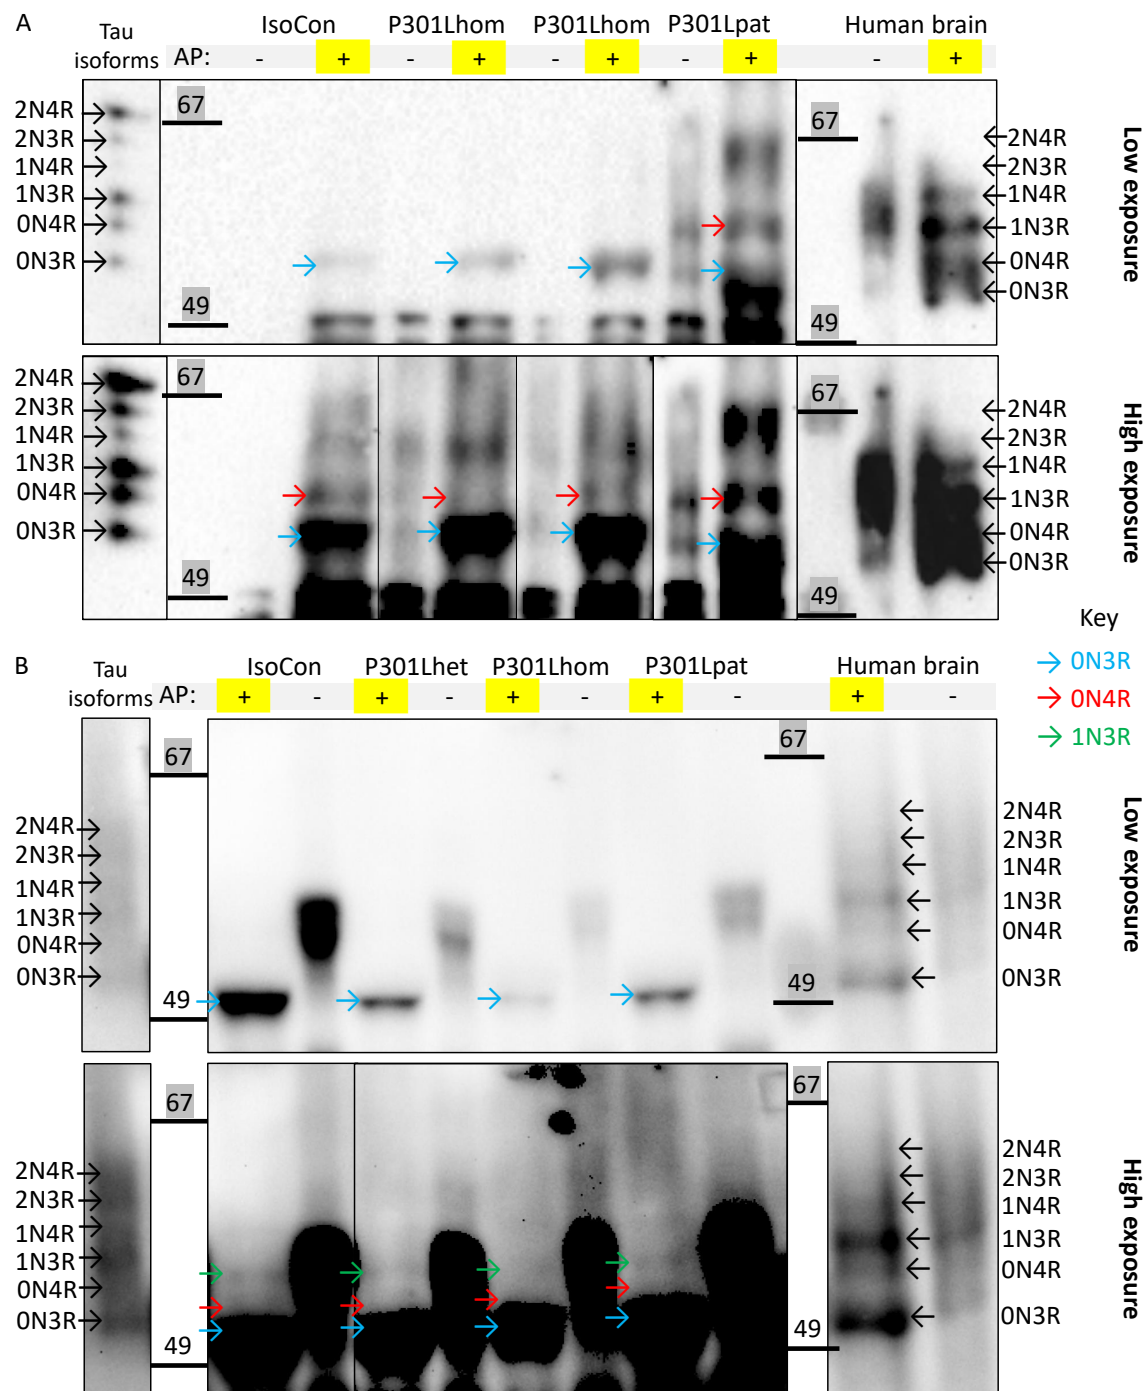 A
Tau isoforms
IsoCon P301Lhom P301Lhom P301Lpat Human brain
AP: - + - + - + - + - +
2N4R
2N3R
1N4R
1N3R
0N4R
0N3R
67
49
67
49
2N4R
2N3R
1N4R
1N3R
0N4R
0N3R
Low exposure
2N4R
2N3R
1N4R
1N3R
0N4R
0N3R
67
49
67
49
2N4R
2N3R
1N4R
1N3R
0N4R
0N3R
High exposure
Key
0N3R
0N4R
1N3R
B
Tau isoforms
IsoCon P301Lhet P301Lhom P301Lpat Human brain
AP: + - + - + - + - + -
2N4R
2N3R
1N4R
1N3R
0N4R
0N3R
67
49
67
49
2N4R
2N3R
1N4R
1N3R
0N4R
0N3R
Low exposure
2N4R
2N3R
1N4R
1N3R
0N4R
0N3R
67
49
67
49
2N4R
2N3R
1N4R
1N3R
0N4R
0N3R
High exposure